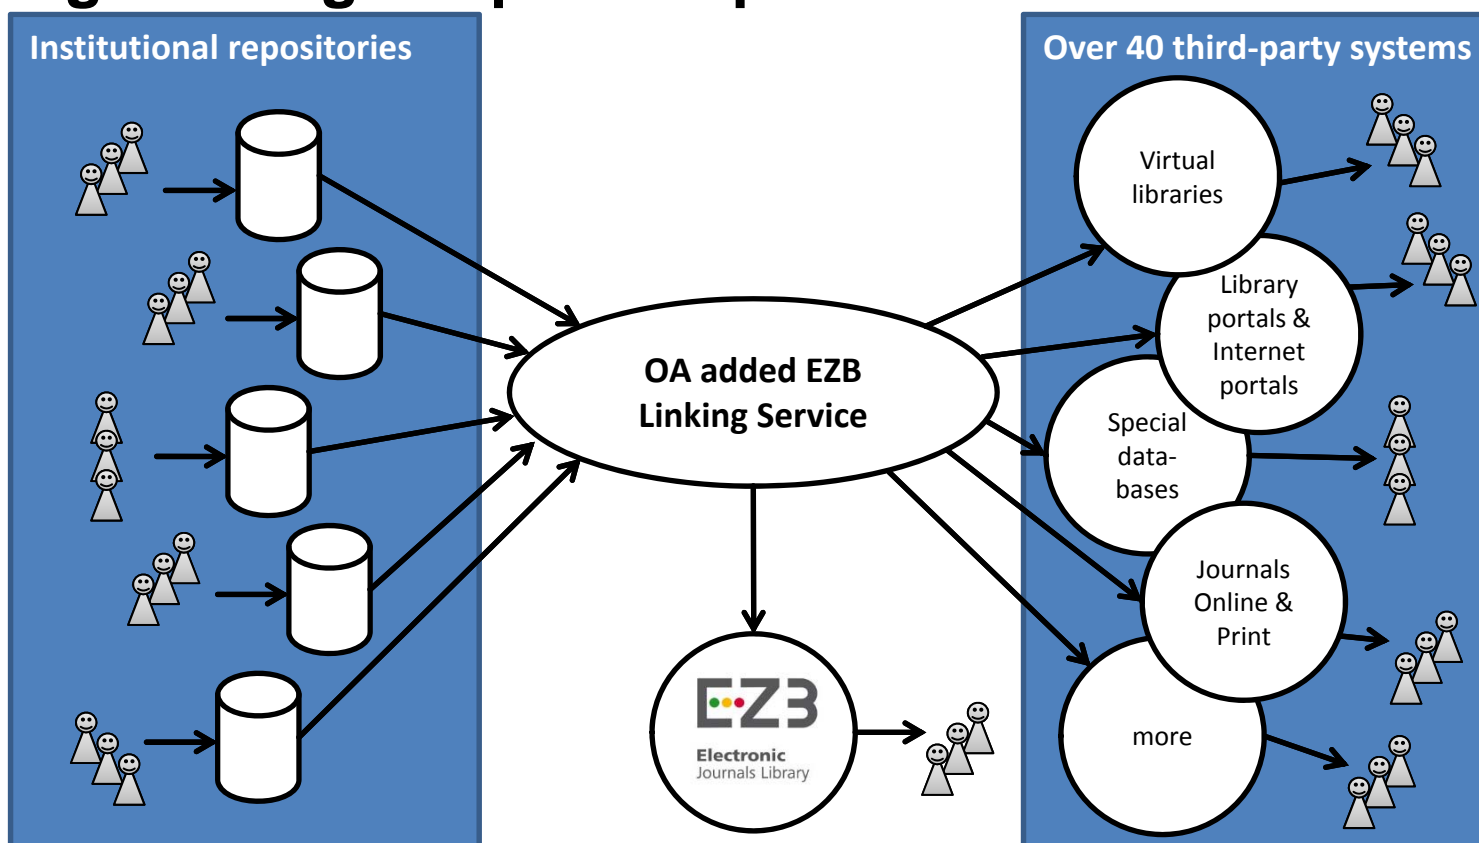 Institutional repositories
Over 40 third-party systems
OA added EZB
Linking Service
Virtual
libraries
Library
portals &
Internet
portals
Special
data-
bases
Journals
Online &
Print
more
EZB
Electronic
Journals Library